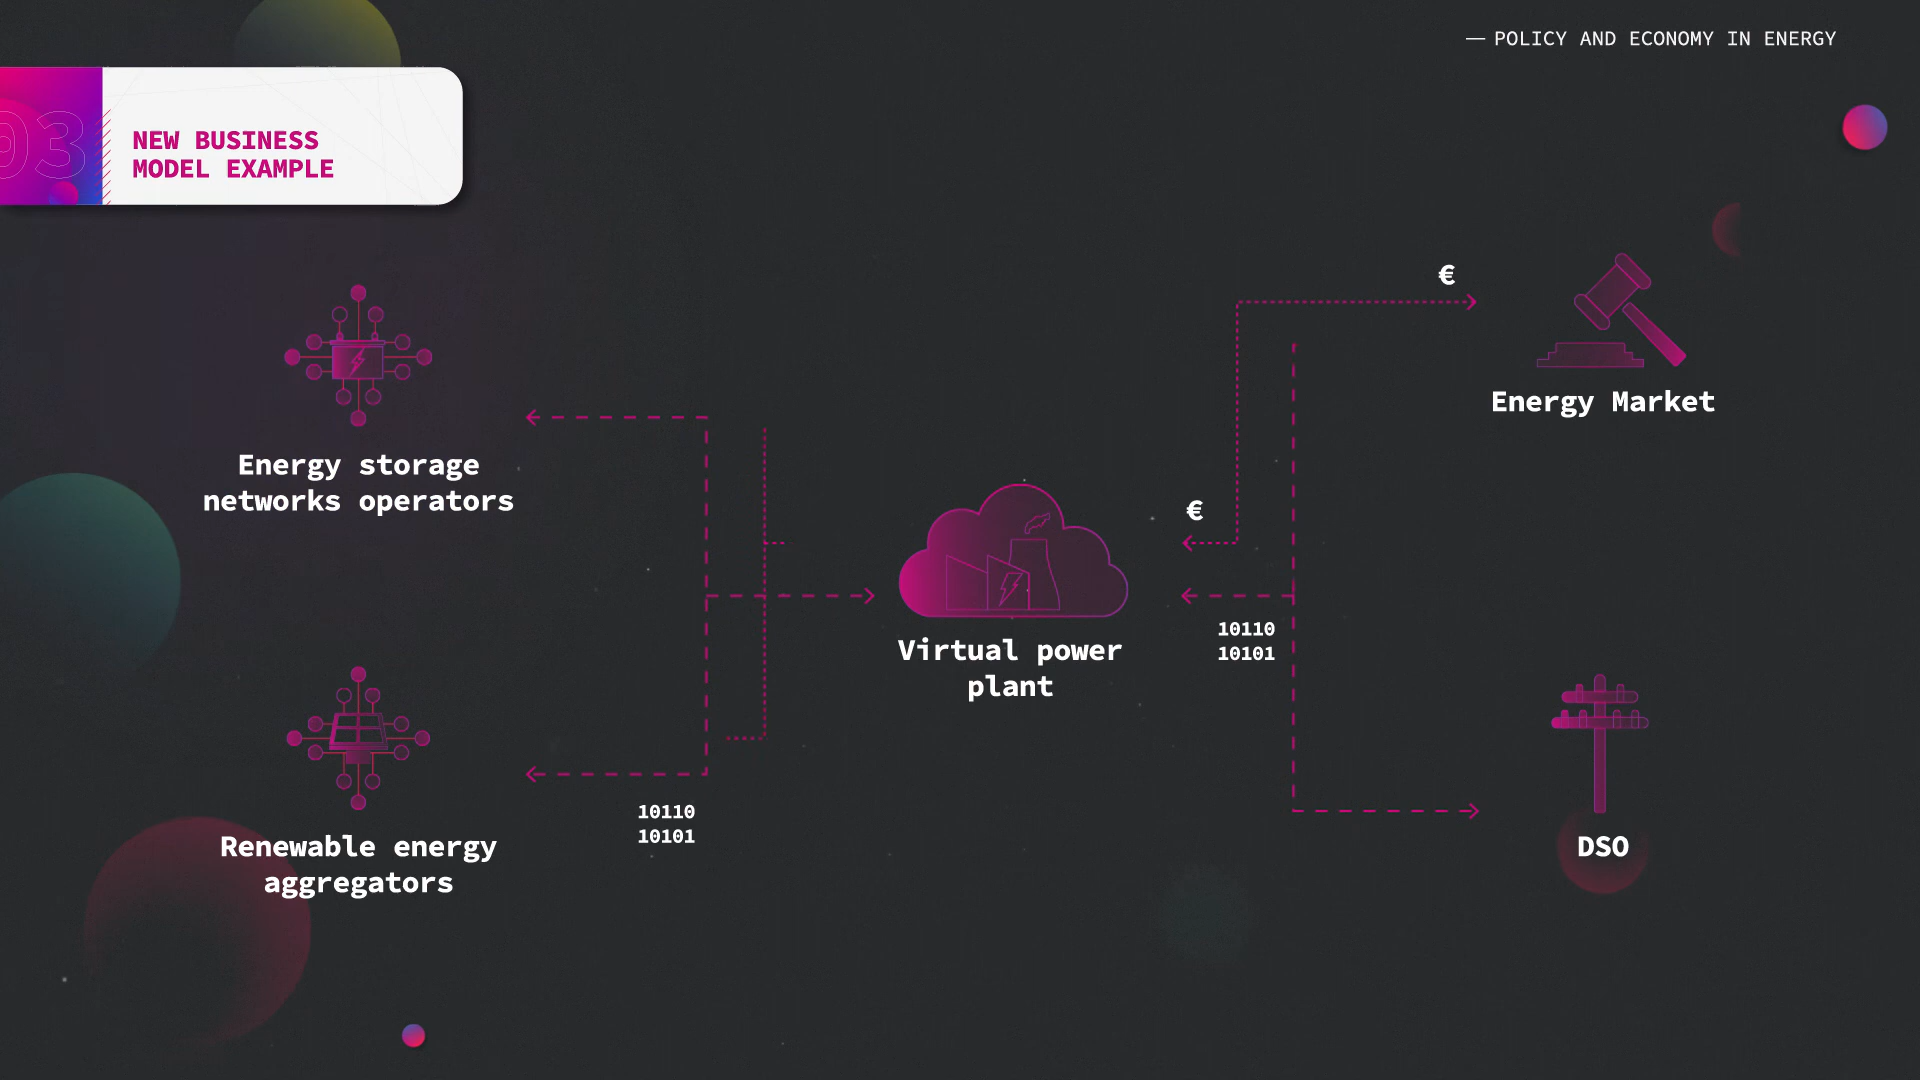 — POLICY AND ECONOMY IN ENERGY
03
NEW BUSINESS
MODEL EXAMPLE
€
Energy Market
Energy storage
networks operators
€
10110
10101
Virtual power
plant
10110
10101
Renewable energy
aggregators
DSO